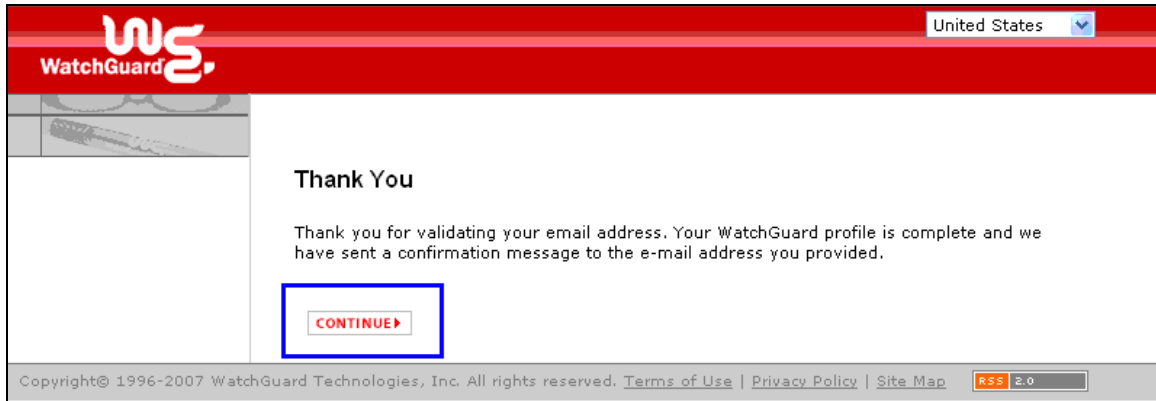 United States
WatchGuard
Thank You
Thank you for validating your email address. Your WatchGuard profile is complete and we
have sent a confirmation message to the e-mail address you provided.
CONTINUE
Copyright© 1996-2007 WatchGuard Technologies, Inc. All rights reserved. Terms of Use | Privacy Policy | Site Map RSS 2.0